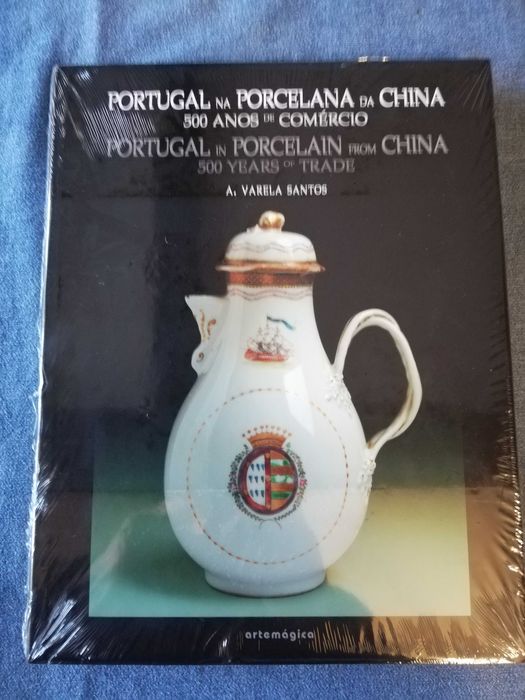 PORTUGAL NA PORCELANA DA CHINA
500 ANOS DE COMÉRCIO
PORTUGAL IN PORCELAIN FROM CHINA
500 YEARS OF TRADE
A. VARELA SANTOS
artemágica